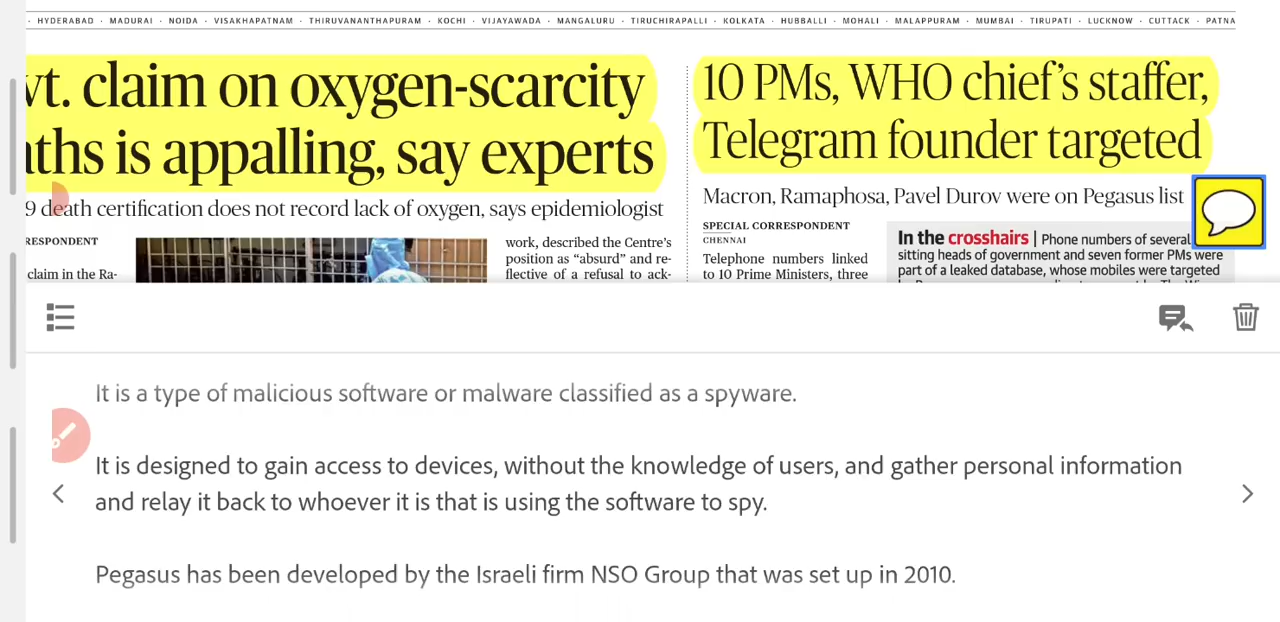 · HYDERABAD · MADURAI · NOIDA · VISAKHAPATNAM · THIRUVANANTHAPURAM · KOCHI · VIJAYAWADA · MANGALURU · TIRUCHIRAPALLI · KOLKATA · HUBBALLI · MOHALI · MALAPPURAM · MUMBAI · TIRUPATI · LUCKNOW · CUTTACK · PATNA
vt. claim on oxygen-scarcity
ths is appalling, say experts
9 death certification does not record lack of oxygen, says epidemiologist
RESPONDENT
claim in the Ra-
work, described the Centre's
position as “absurd” and re-
flective of a refusal to ack-
10 PMs, WHO chief’s staffer,
Telegram founder targeted
Macron, Ramaphosa, Pavel Durov were on Pegasus list
SPECIAL CORRESPONDENT
CHENNAI
Telephone numbers linked
to 10 Prime Ministers, three
In the crosshairs | Phone numbers of several
sitting heads of government and seven former PMs were
part of a leaked database, whose mobiles were targeted
It is a type of malicious software or malware classified as a spyware.
It is designed to gain access to devices, without the knowledge of users, and gather personal information
and relay it back to whoever it is that is using the software to spy.
Pegasus has been developed by the Israeli firm NSO Group that was set up in 2010.